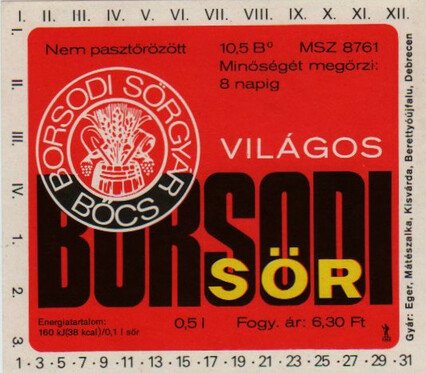 I. II. III. IV. V. VI. VII. VIII. IX. X. XI. XII.
Nem pasztőrözött
10,5 B° MSZ 8761
Minőségét megőrzi:
8 napig
BORSODI SÖRGYÁR
BŐCS
VILÁGOS
BORSODI
SÖR
Energiatartalom:
160 kJ(38 kcal)/0,1 l sör
0,5 l
Fogy. ár: 6,30 Ft
I. II. III. IV. 1. 2. 3.
Gyár: Eger, Mátészalka, Kisvárda, Berettyóújfalu, Debrecen
1 · 3 · 5 · 7 · 9 · 11 · 13 · 15 · 17 · 19 · 21 · 23 · 25 · 27 · 29 · 31